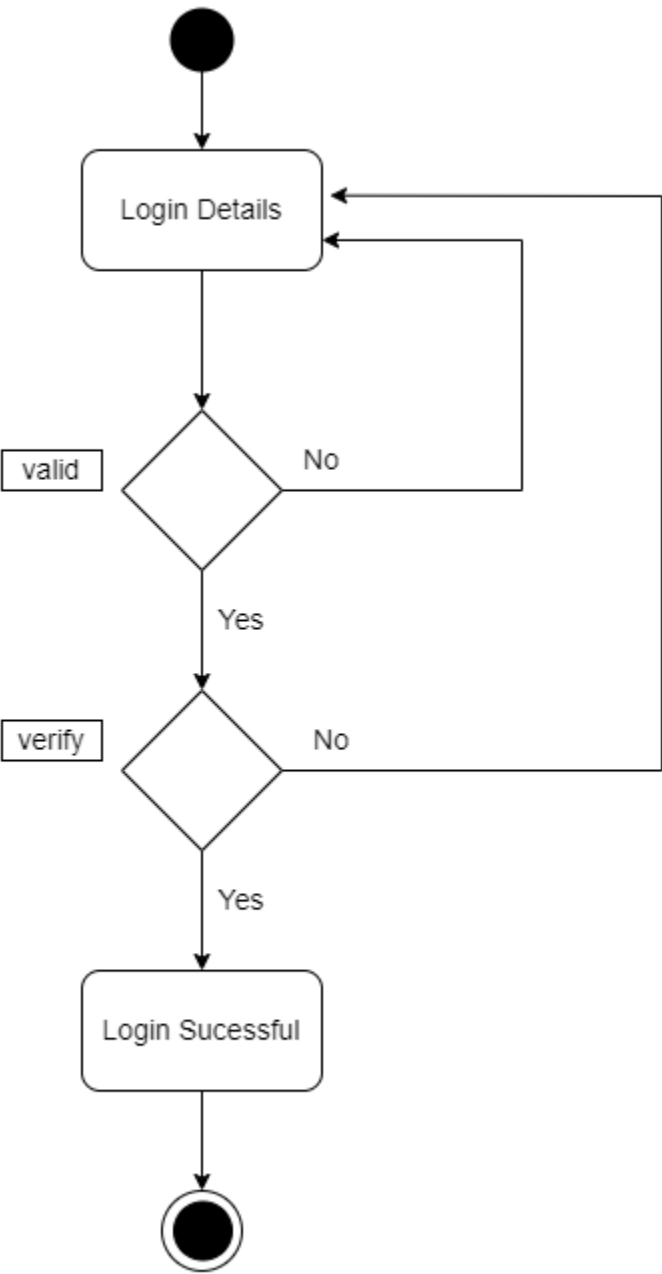 Login Details
valid
No
Yes
verify
No
Yes
Login Sucessful